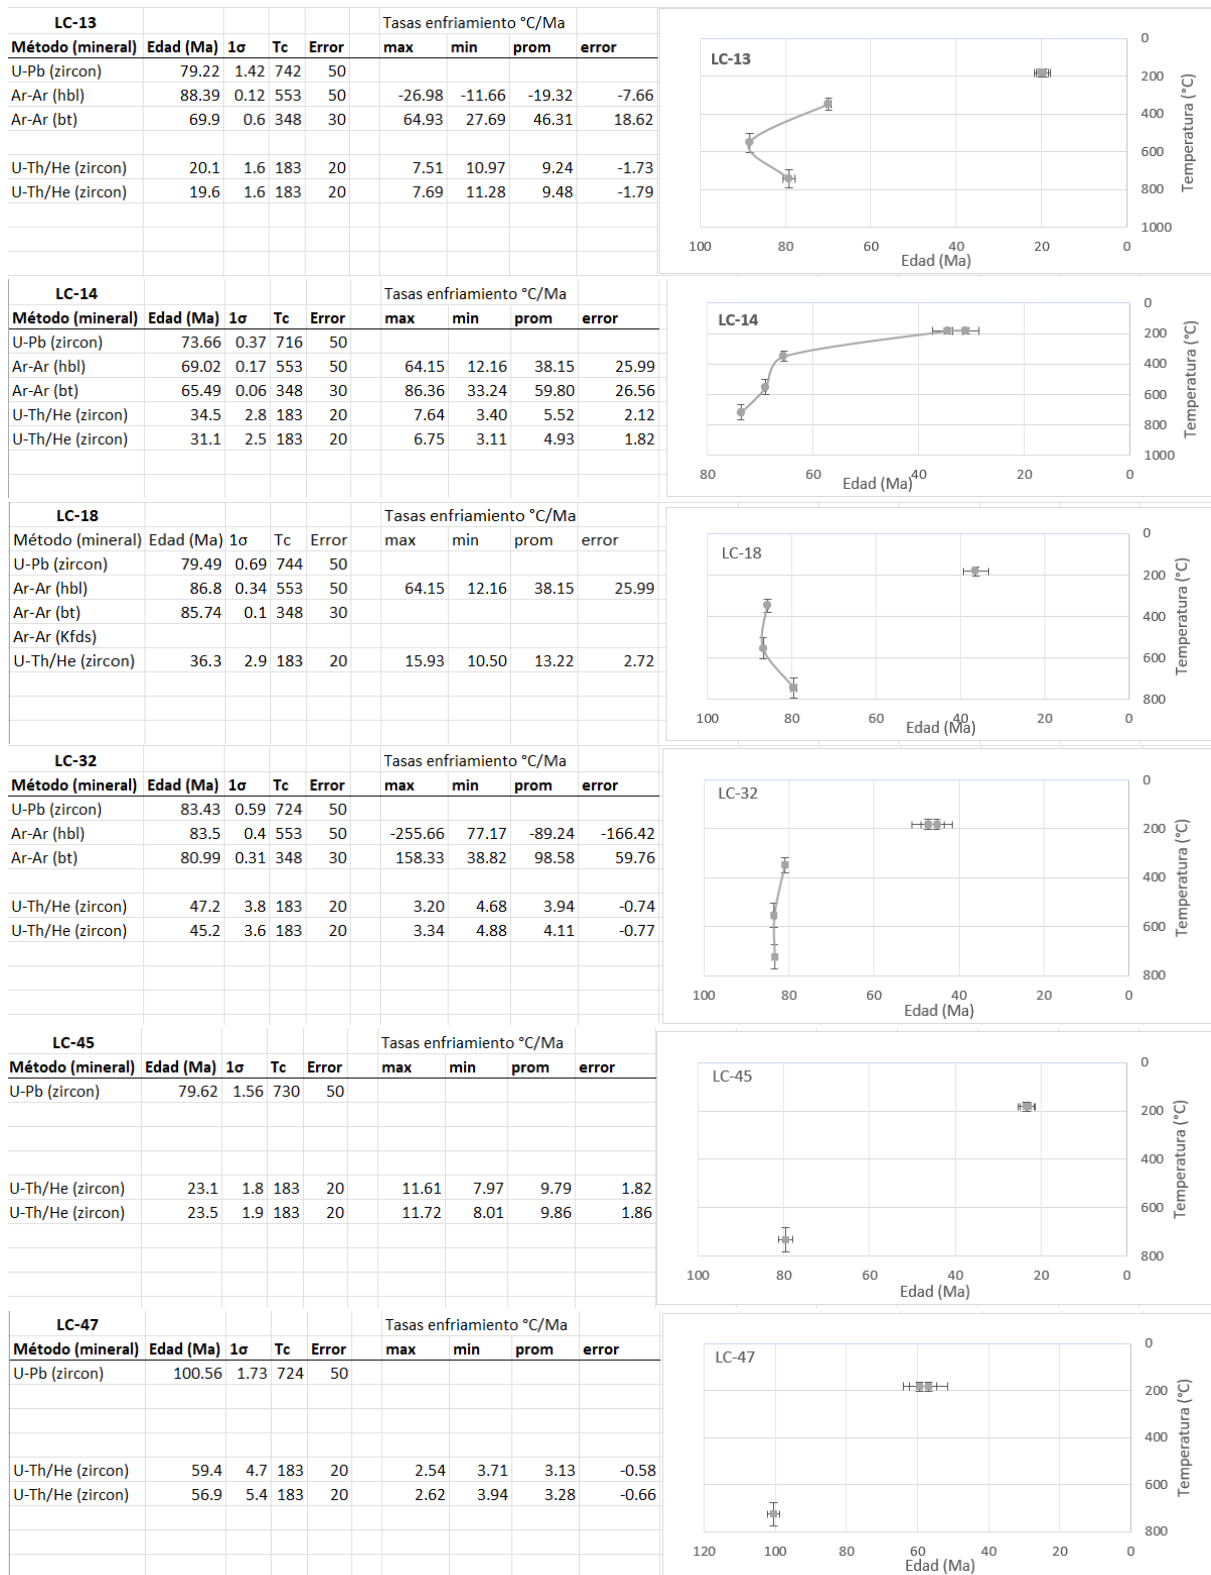 LC-13 Tasas enfriamiento °C/Ma
Método (mineral) Edad (Ma) 1σ Tc Error max min prom error
U-Pb (zircon) 79.22 1.42 742 50
Ar-Ar (hbl) 88.39 0.12 553 50 -26.98 -11.66 -19.32 -7.66
Ar-Ar (bt) 69.9 0.6 348 30 64.93 27.69 46.31 18.62
U-Th/He (zircon) 20.1 1.6 183 20 7.51 10.97 9.24 -1.73
U-Th/He (zircon) 19.6 1.6 183 20 7.69 11.28 9.48 -1.79
LC-13
0
200
400
600
800
1000
Temperatura (°C)
100 80 60 40 20 0
Edad (Ma)
LC-14 Tasas enfriamiento °C/Ma
Método (mineral) Edad (Ma) 1σ Tc Error max min prom error
U-Pb (zircon) 73.66 0.37 716 50
Ar-Ar (hbl) 69.02 0.17 553 50 64.15 12.16 38.15 25.99
Ar-Ar (bt) 65.49 0.06 348 30 86.36 33.24 59.80 26.56
U-Th/He (zircon) 34.5 2.8 183 20 7.64 3.40 5.52 2.12
U-Th/He (zircon) 31.1 2.5 183 20 6.75 3.11 4.93 1.82
LC-14
0
200
400
600
800
1000
Temperatura (°C)
80 60 40 20 0
Edad (Ma)
LC-18 Tasas enfriamiento °C/Ma
Método (mineral) Edad (Ma) 1σ Tc Error max min prom error
U-Pb (zircon) 79.49 0.69 744 50
Ar-Ar (hbl) 86.8 0.34 553 50 64.15 12.16 38.15 25.99
Ar-Ar (bt) 85.74 0.1 348 30
Ar-Ar (Kfds)
U-Th/He (zircon) 36.3 2.9 183 20 15.93 10.50 13.22 2.72
LC-18
0
200
400
600
800
Temperatura (°C)
100 80 60 40 20 0
Edad (Ma)
LC-32 Tasas enfriamiento °C/Ma
Método (mineral) Edad (Ma) 1σ Tc Error max min prom error
U-Pb (zircon) 83.43 0.59 724 50
Ar-Ar (hbl) 83.5 0.4 553 50 -255.66 77.17 -89.24 -166.42
Ar-Ar (bt) 80.99 0.31 348 30 158.33 38.82 98.58 59.76
U-Th/He (zircon) 47.2 3.8 183 20 3.20 4.68 3.94 -0.74
U-Th/He (zircon) 45.2 3.6 183 20 3.34 4.88 4.11 -0.77
LC-32
0
200
400
600
800
Temperatura (°C)
100 80 60 40 20 0
Edad (Ma)
LC-45 Tasas enfriamiento °C/Ma
Método (mineral) Edad (Ma) 1σ Tc Error max min prom error
U-Pb (zircon) 79.62 1.56 730 50
U-Th/He (zircon) 23.1 1.8 183 20 11.61 7.97 9.79 1.82
U-Th/He (zircon) 23.5 1.9 183 20 11.72 8.01 9.86 1.86
LC-45
0
200
400
600
800
Temperatura (°C)
100 80 60 40 20 0
Edad (Ma)
LC-47 Tasas enfriamiento °C/Ma
Método (mineral) Edad (Ma) 1σ Tc Error max min prom error
U-Pb (zircon) 100.56 1.73 724 50
U-Th/He (zircon) 59.4 4.7 183 20 2.54 3.71 3.13 -0.58
U-Th/He (zircon) 56.9 5.4 183 20 2.62 3.94 3.28 -0.66
LC-47
0
200
400
600
800
Temperatura (°C)
120 100 80 60 40 20 0
Edad (Ma)